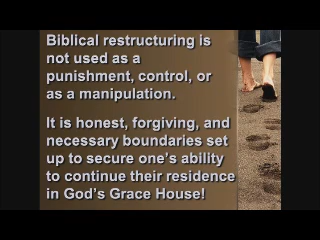 Biblical restructuring is
not used as a
punishment, control, or
as a manipulation.
It is honest, forgiving, and
necessary boundaries set
up to secure one's ability
to continue their residence
in God's Grace House!